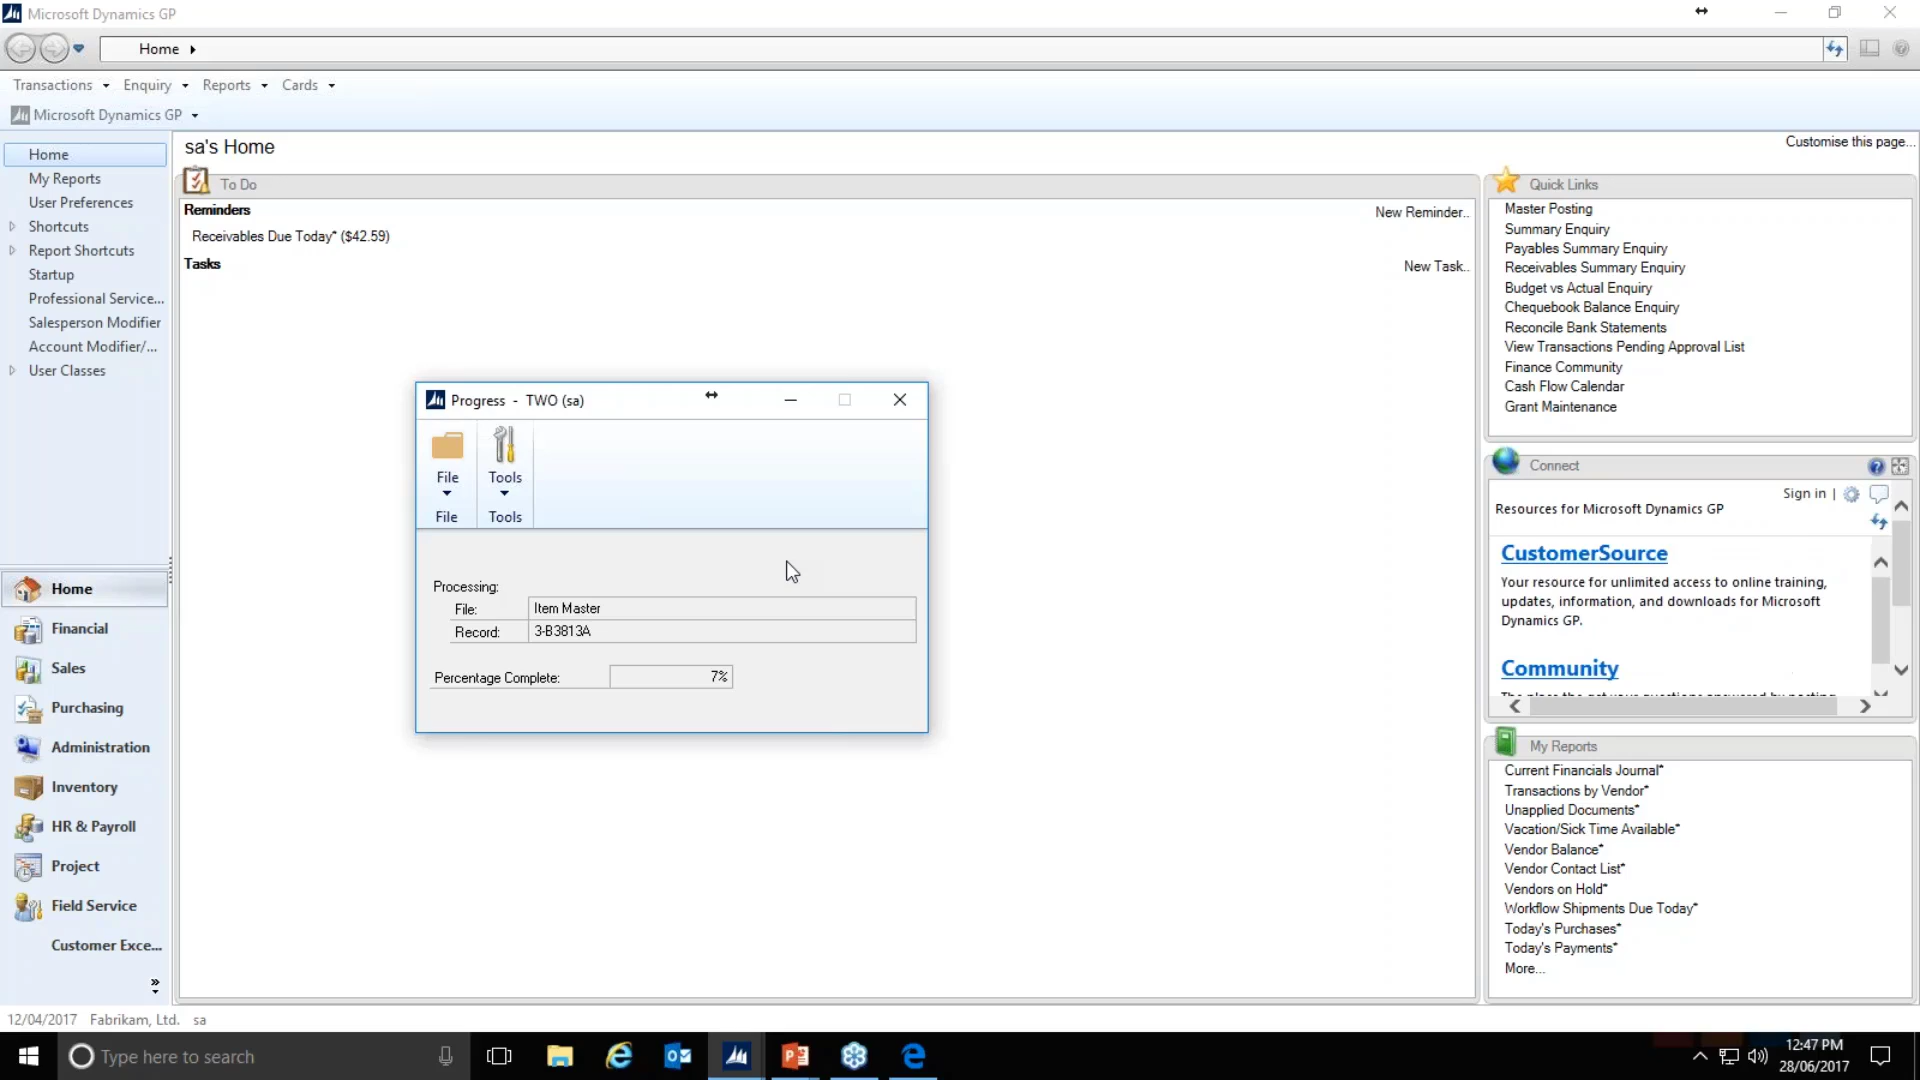 Microsoft Dynamics GP
Home
Transactions Enquiry Reports Cards
Microsoft Dynamics GP
Home
My Reports
User Preferences
Shortcuts
Report Shortcuts
Startup
Professional Service...
Salesperson Modifier
Account Modifier/...
User Classes
Home
Financial
Sales
Purchasing
Administration
Inventory
HR & Payroll
Project
Field Service
Customer Exce...
sa's Home
Customise this page...
To Do
Reminders
New Reminder..
Receivables Due Today* ($42.59)
Tasks
New Task..
Progress - TWO (sa)
File
Tools
File
Tools
Processing:
File: Item Master
Record: 3-B3813A
Percentage Complete: 7%
Quick Links
Master Posting
Summary Enquiry
Payables Summary Enquiry
Receivables Summary Enquiry
Budget vs Actual Enquiry
Chequebook Balance Enquiry
Reconcile Bank Statements
View Transactions Pending Approval List
Finance Community
Cash Flow Calendar
Grant Maintenance
Connect
Sign in |
Resources for Microsoft Dynamics GP
CustomerSource
Your resource for unlimited access to online training,
updates, information, and downloads for Microsoft
Dynamics GP.
Community
My Reports
Current Financials Journal*
Transactions by Vendor*
Unapplied Documents*
Vacation/Sick Time Available*
Vendor Balance*
Vendor Contact List*
Vendors on Hold*
Workflow Shipments Due Today*
Today's Purchases*
Today's Payments*
More...
12/04/2017 Fabrikam, Ltd. sa
Type here to search
12:47 PM
28/06/2017